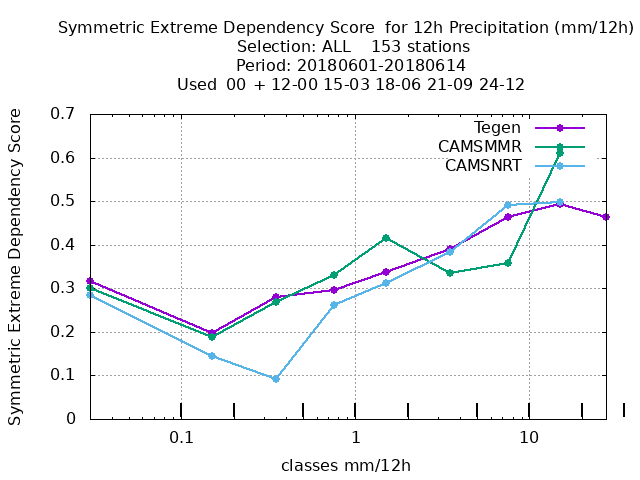 Symmetric Extreme Dependency Score  for 12h Precipitation (mm/12h)
Selection: ALL    153 stations
Period: 20180601-20180614
Used  00 + 12-00 15-03 18-06 21-09 24-12
Symmetric Extreme Dependency Score
0.7
0.6
0.5
0.4
0.3
0.2
0.1
0
Tegen
CAMSMMR
CAMSNRT
0.1 1 10
classes mm/12h